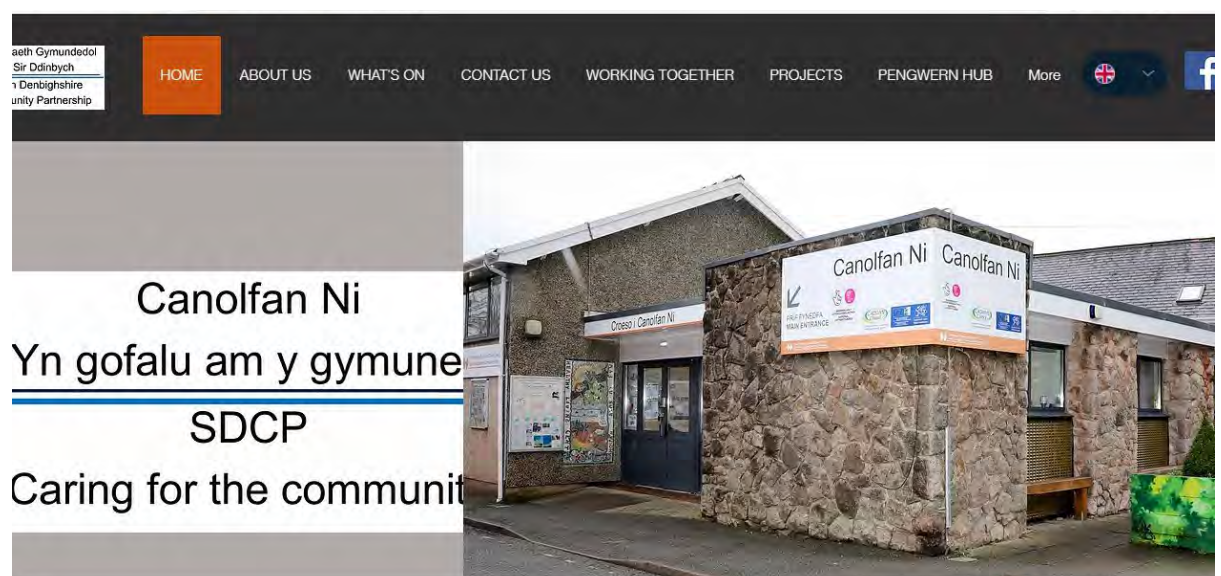 aeth Gymundedol
Sir Ddinbych
Denbighshire
unity Partnership
HOME
ABOUT US
WHAT'S ON
CONTACT US
WORKING TOGETHER
PROJECTS
PENGWERN HUB
More
Canolfan Ni
Yn gofalu am y gymune
SDCP
Caring for the communit
Croeso i Canolfan Ni
Canolfan Ni
PRIF FYNEDFA
MAIN ENTRANCE
Canolfan Ni